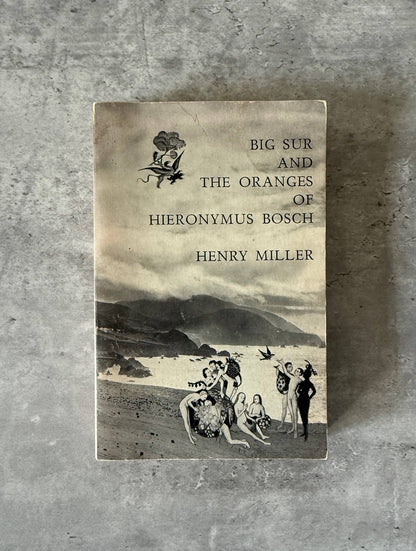 BIG SUR
AND
THE ORANGES
OF
HIERONYMUS BOSCH
HENRY MILLER